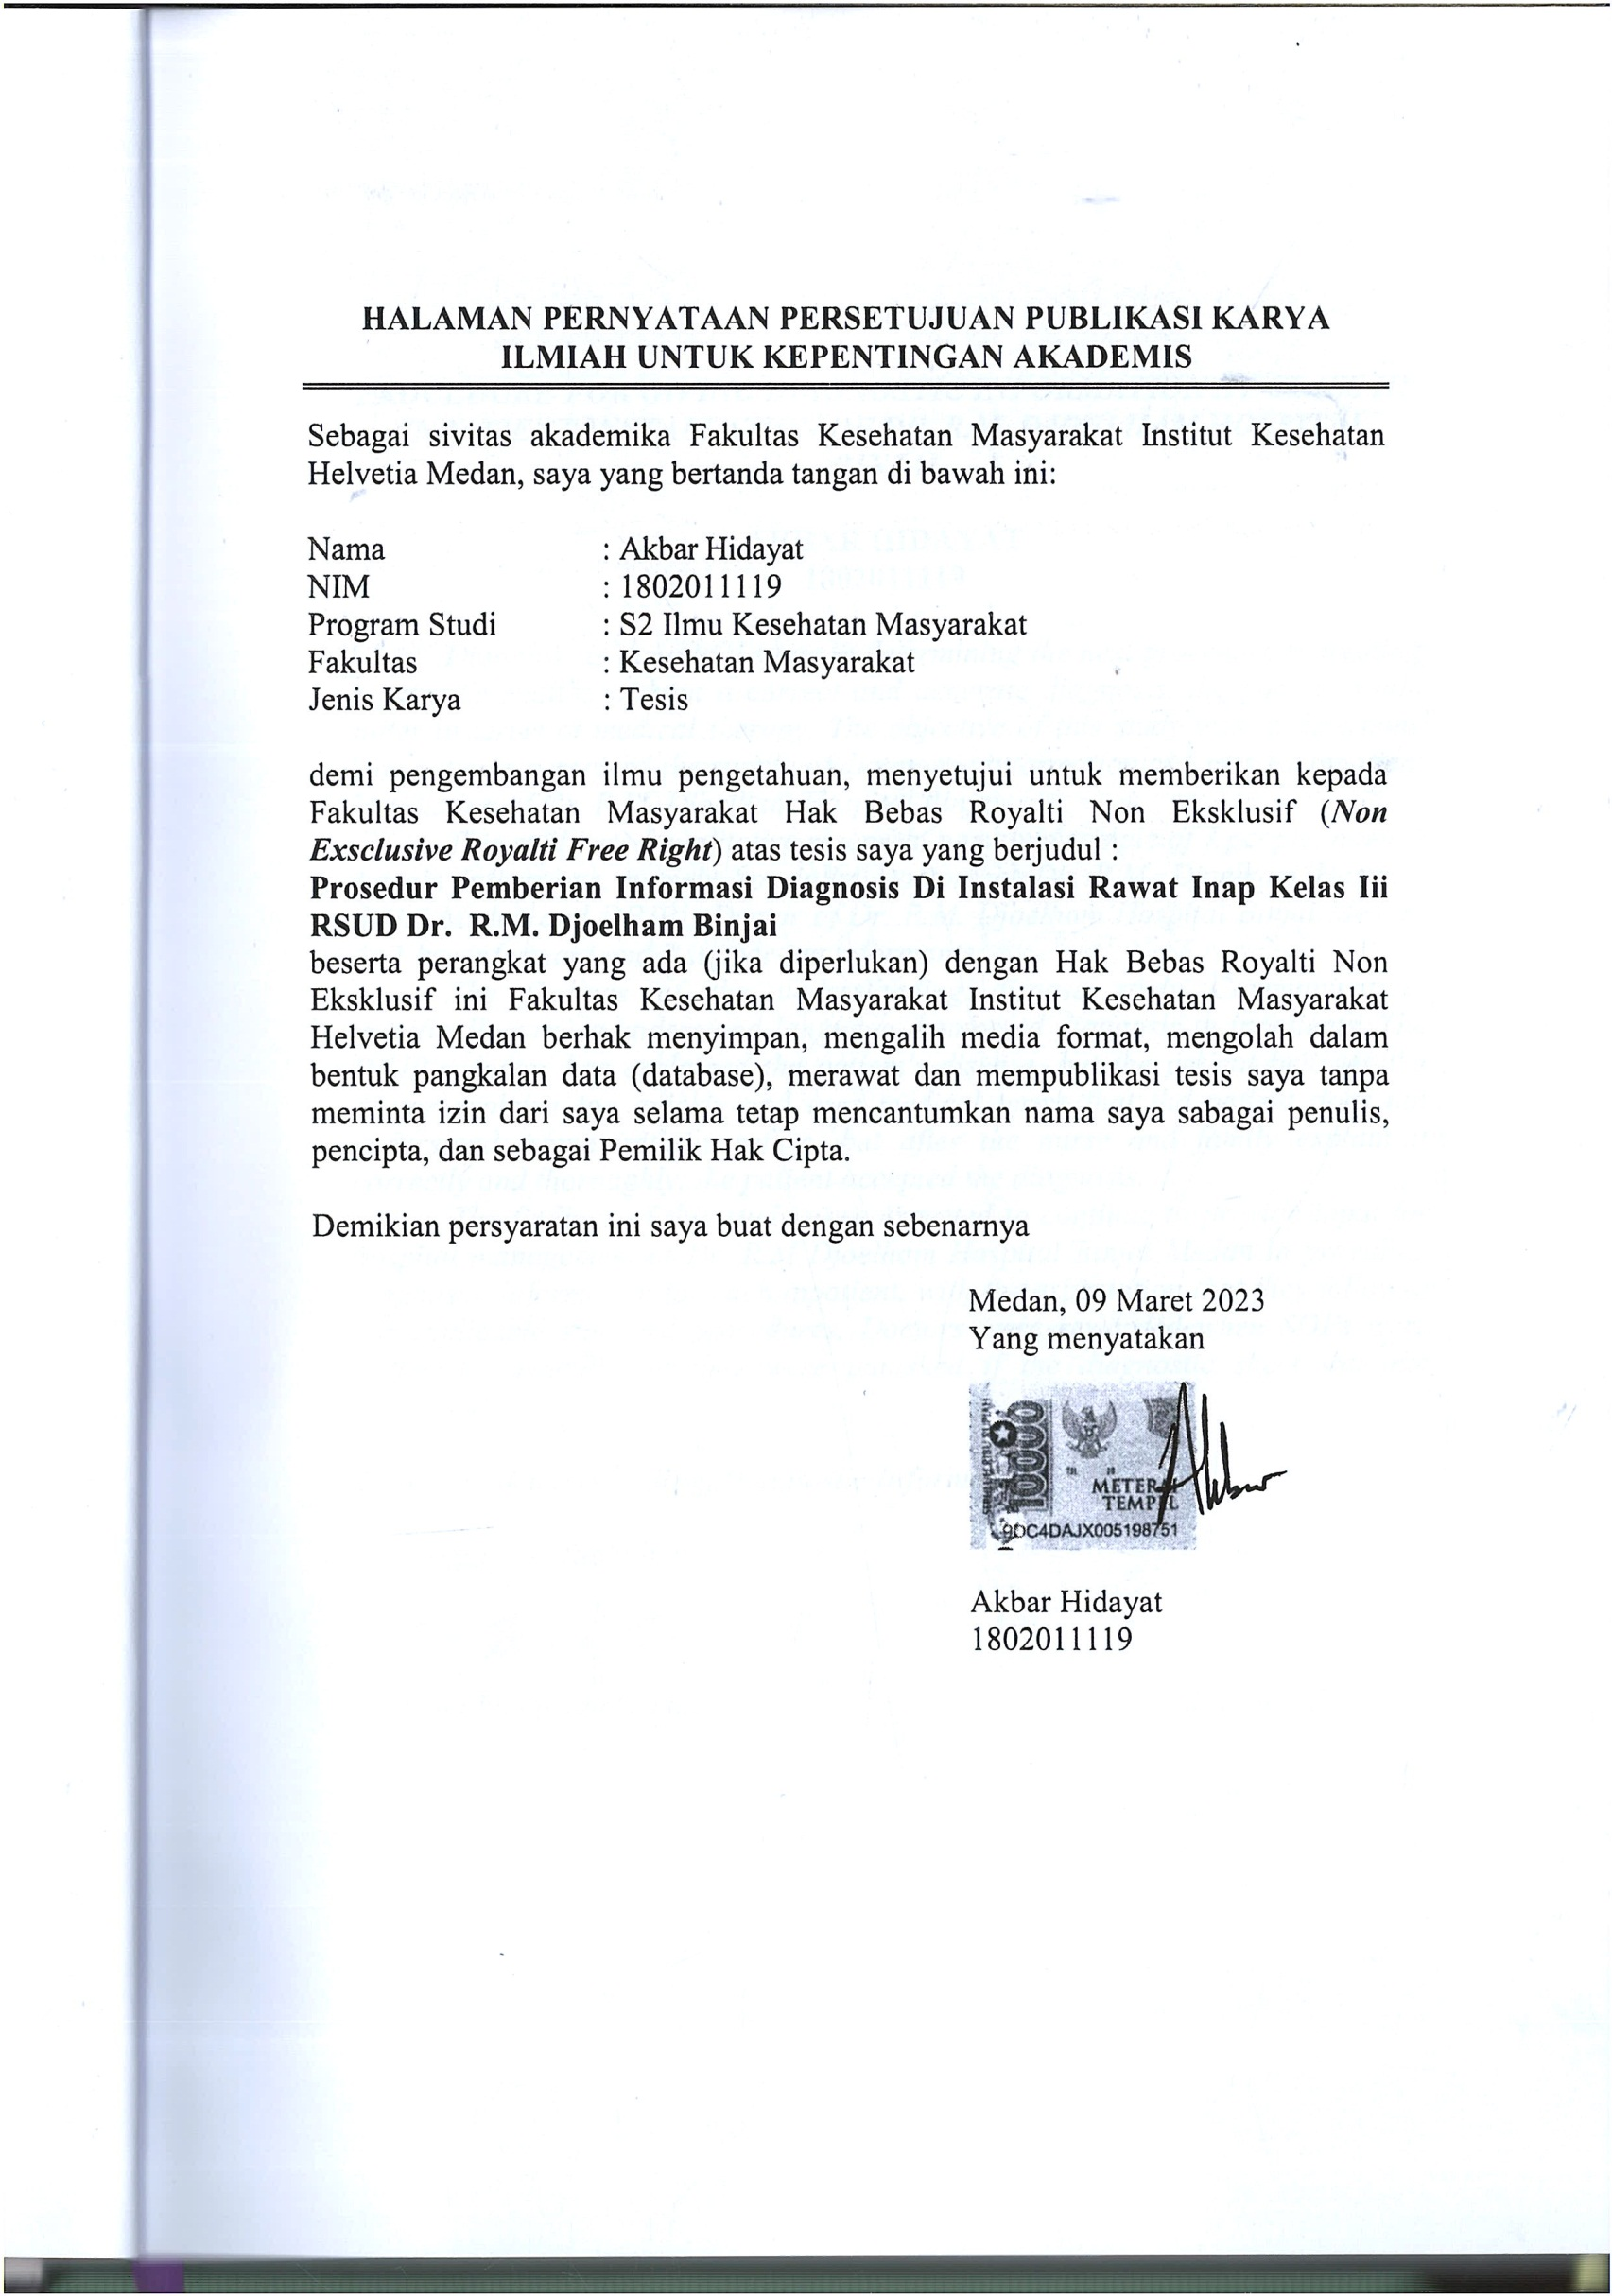 HALAMAN PERNYATAAN PERSETUJUAN PUBLIKASI KARYA
ILMIAH UNTUK KEPENTINGAN AKADEMIS
Sebagai sivitas akademika Fakultas Kesehatan Masyarakat Institut Kesehatan
Helvetia Medan, saya yang bertanda tangan di bawah ini:
Nama : Akbar Hidayat
NIM : 1802011119
Program Studi : S2 Ilmu Kesehatan Masyarakat
Fakultas : Kesehatan Masyarakat
Jenis Karya : Tesis
demi pengembangan ilmu pengetahuan, menyetujui untuk memberikan kepada
Fakultas Kesehatan Masyarakat Hak Bebas Royalti Non Eksklusif (Non
Exsclusive Royalti Free Right) atas tesis saya yang berjudul :
Prosedur Pemberian Informasi Diagnosis Di Instalasi Rawat Inap Kelas Iii
RSUD Dr. R.M. Djoelham Binjai
beserta perangkat yang ada (jika diperlukan) dengan Hak Bebas Royalti Non
Eksklusif ini Fakultas Kesehatan Masyarakat Institut Kesehatan Masyarakat
Helvetia Medan berhak menyimpan, mengalih media format, mengolah dalam
bentuk pangkalan data (database), merawat dan mempublikasi tesis saya tanpa
meminta izin dari saya selama tetap mencantumkan nama saya sabagai penulis,
pencipta, dan sebagai Pemilik Hak Cipta.
Demikian persyaratan ini saya buat dengan sebenarnya
Medan, 09 Maret 2023
Yang menyatakan
10000
METERAI
TEMPEL
9DC4DAJX005198751
Akbar Hidayat
1802011119